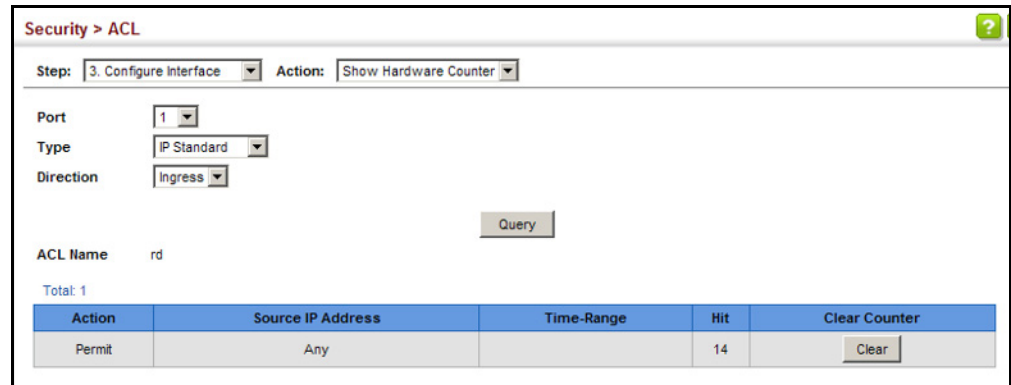 Security > ACL
?
Step: 3. Configure Interface Action: Show Hardware Counter
Port 1
Type IP Standard
Direction Ingress
Query
ACL Name rd
Total: 1
Action Source IP Address Time-Range Hit Clear Counter
Permit Any 14 Clear